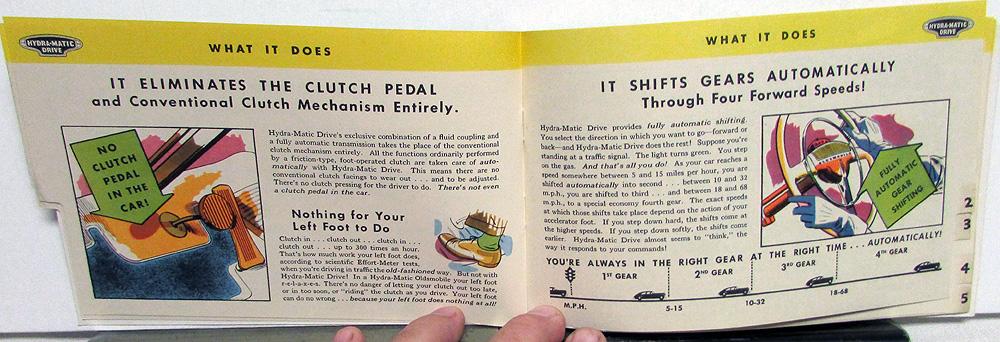 HYDRA-MATIC
DRIVE
WHAT IT DOES
IT ELIMINATES THE CLUTCH PEDAL
and Conventional Clutch Mechanism Entirely.
NO
CLUTCH
PEDAL
IN THE
CAR!
Hydra-Matic Drive's exclusive combination of a fluid coupling and
a fully automatic transmission takes the place of the conventional
clutch mechanism entirely. All the functions ordinarily performed
by a friction-type, foot-operated clutch are taken care of auto-
matically with Hydra-Matic Drive. This means there are no
conventional clutch facings to wear out . . . and to be adjusted.
There's no clutch pressing for the driver to do. There's not even
a clutch pedal in the car.
Nothing for Your
Left Foot to Do
Clutch in . . . clutch out . . . clutch in . . .
clutch out . . . up to 300 times an hour.
That's how much work your left foot does,
according to scientific Effort-Meter tests,
when you're driving in traffic the old-fashioned way. But not with
Hydra-Matic Drive! In a Hydra-Matic Oldsmobile your left foot
r-e-l-a-x-e-s. There's no danger of letting your clutch out too late,
or in too soon, or "riding" the clutch as you drive. Your left foot
can do no wrong . . . because your left foot does nothing at all!
WHAT IT DOES
HYDRA-MATIC
DRIVE
IT SHIFTS GEARS AUTOMATICALLY
Through Four Forward Speeds!
Hydra-Matic Drive provides fully automatic shifting.
You select the direction in which you want to go—forward or
back—and Hydra-Matic Drive does the rest! Suppose you're
standing at a traffic signal. The light turns green. You step
on the gas. And that's all you do! As your car reaches a
speed somewhere between 5 and 15 miles per hour, you are
shifted automatically into second . . . between 10 and 32
m.p.h., you are shifted to third . . . and between 18 and 68
m.p.h., to a special economy fourth gear. The exact speeds
at which those shifts take place depend on the action of your
accelerator foot. If you step down hard, the shifts come at
the higher speeds. If you step down softly, the shifts come
earlier. Hydra-Matic Drive almost seems to "think," the
way it responds to your commands!
FULLY
AUTOMATIC
GEAR
SHIFTING
YOU'RE ALWAYS IN THE RIGHT GEAR AT THE RIGHT TIME . . . AUTOMATICALLY!
1ST GEAR
2ND GEAR
3RD GEAR
4TH GEAR
M.P.H.
5-15
10-32
18-68
2
3
4
5